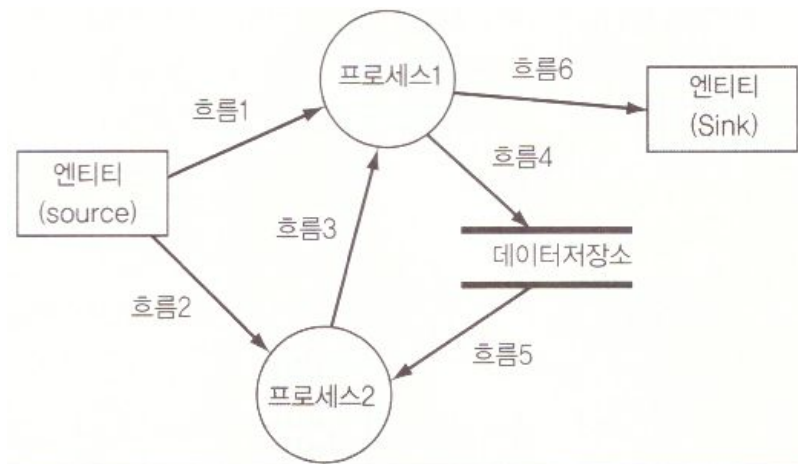 프로세스1
흐름6
엔티티
(Sink)
흐름1
엔티티
(source)
흐름4
흐름3
데이터저장소
흐름2
흐름5
프로세스2